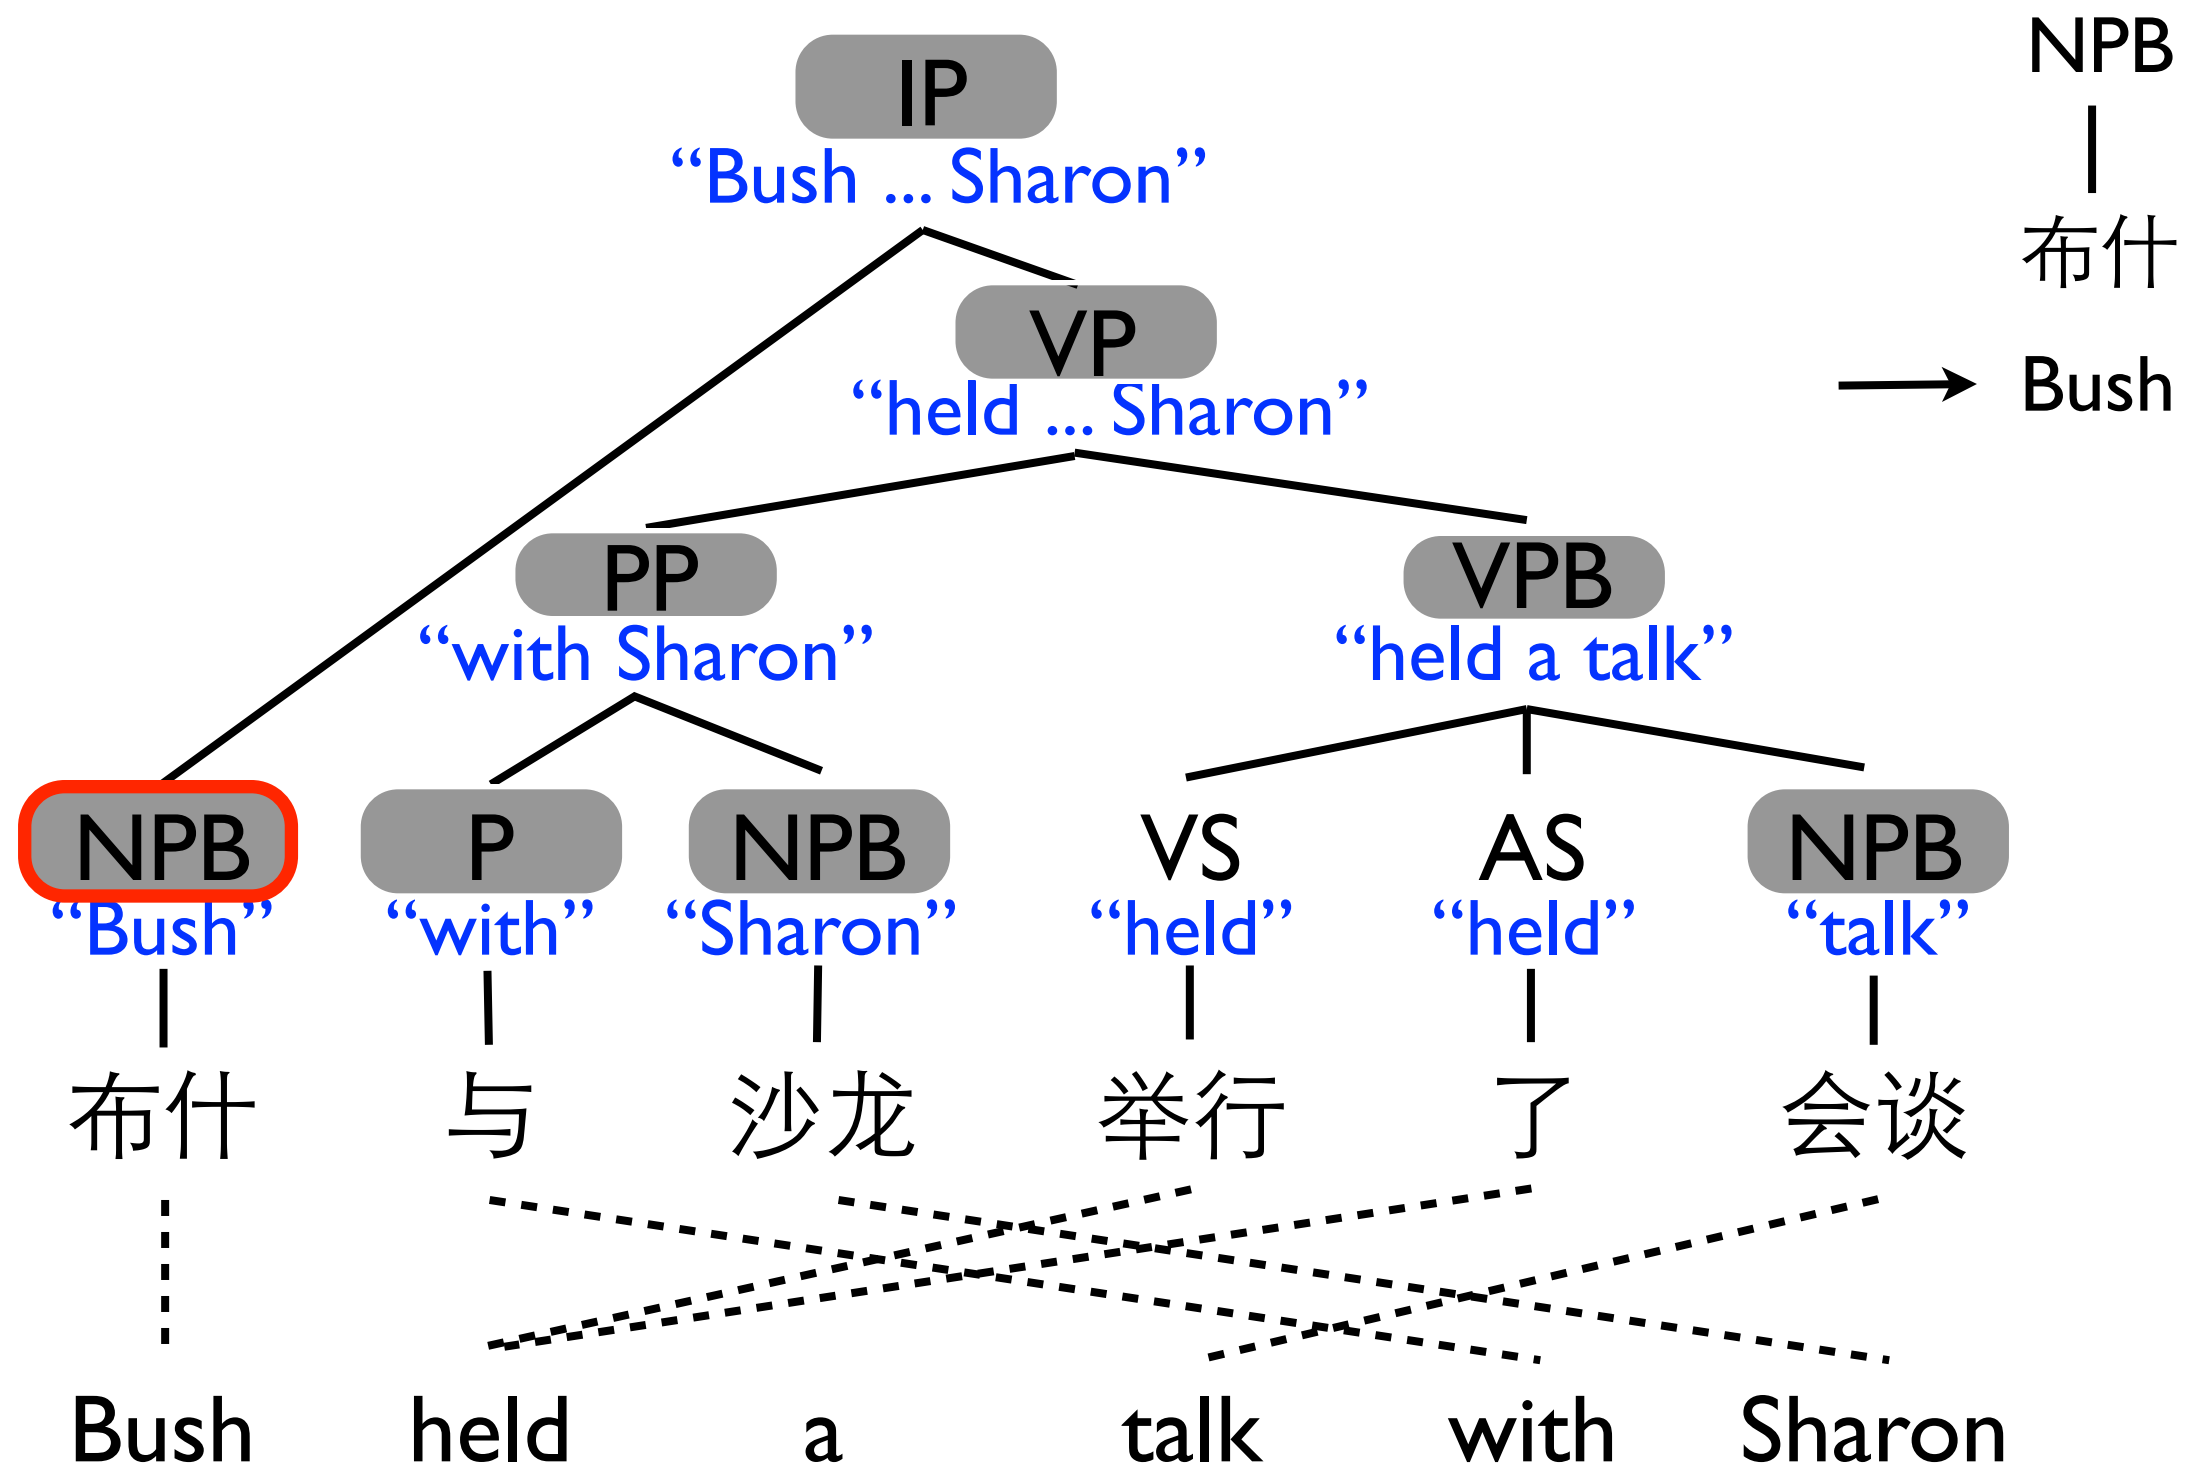 IP
“Bush ... Sharon”
VP
“held ... Sharon”
PP VPB
“with Sharon” “held a talk”
NPB P NPB VS AS NPB
“Bush” “with” “Sharon” “held” “held” “talk”
布什 与 沙龙 举行 了 会谈
Bush held a talk with Sharon
NPB
布什
Bush